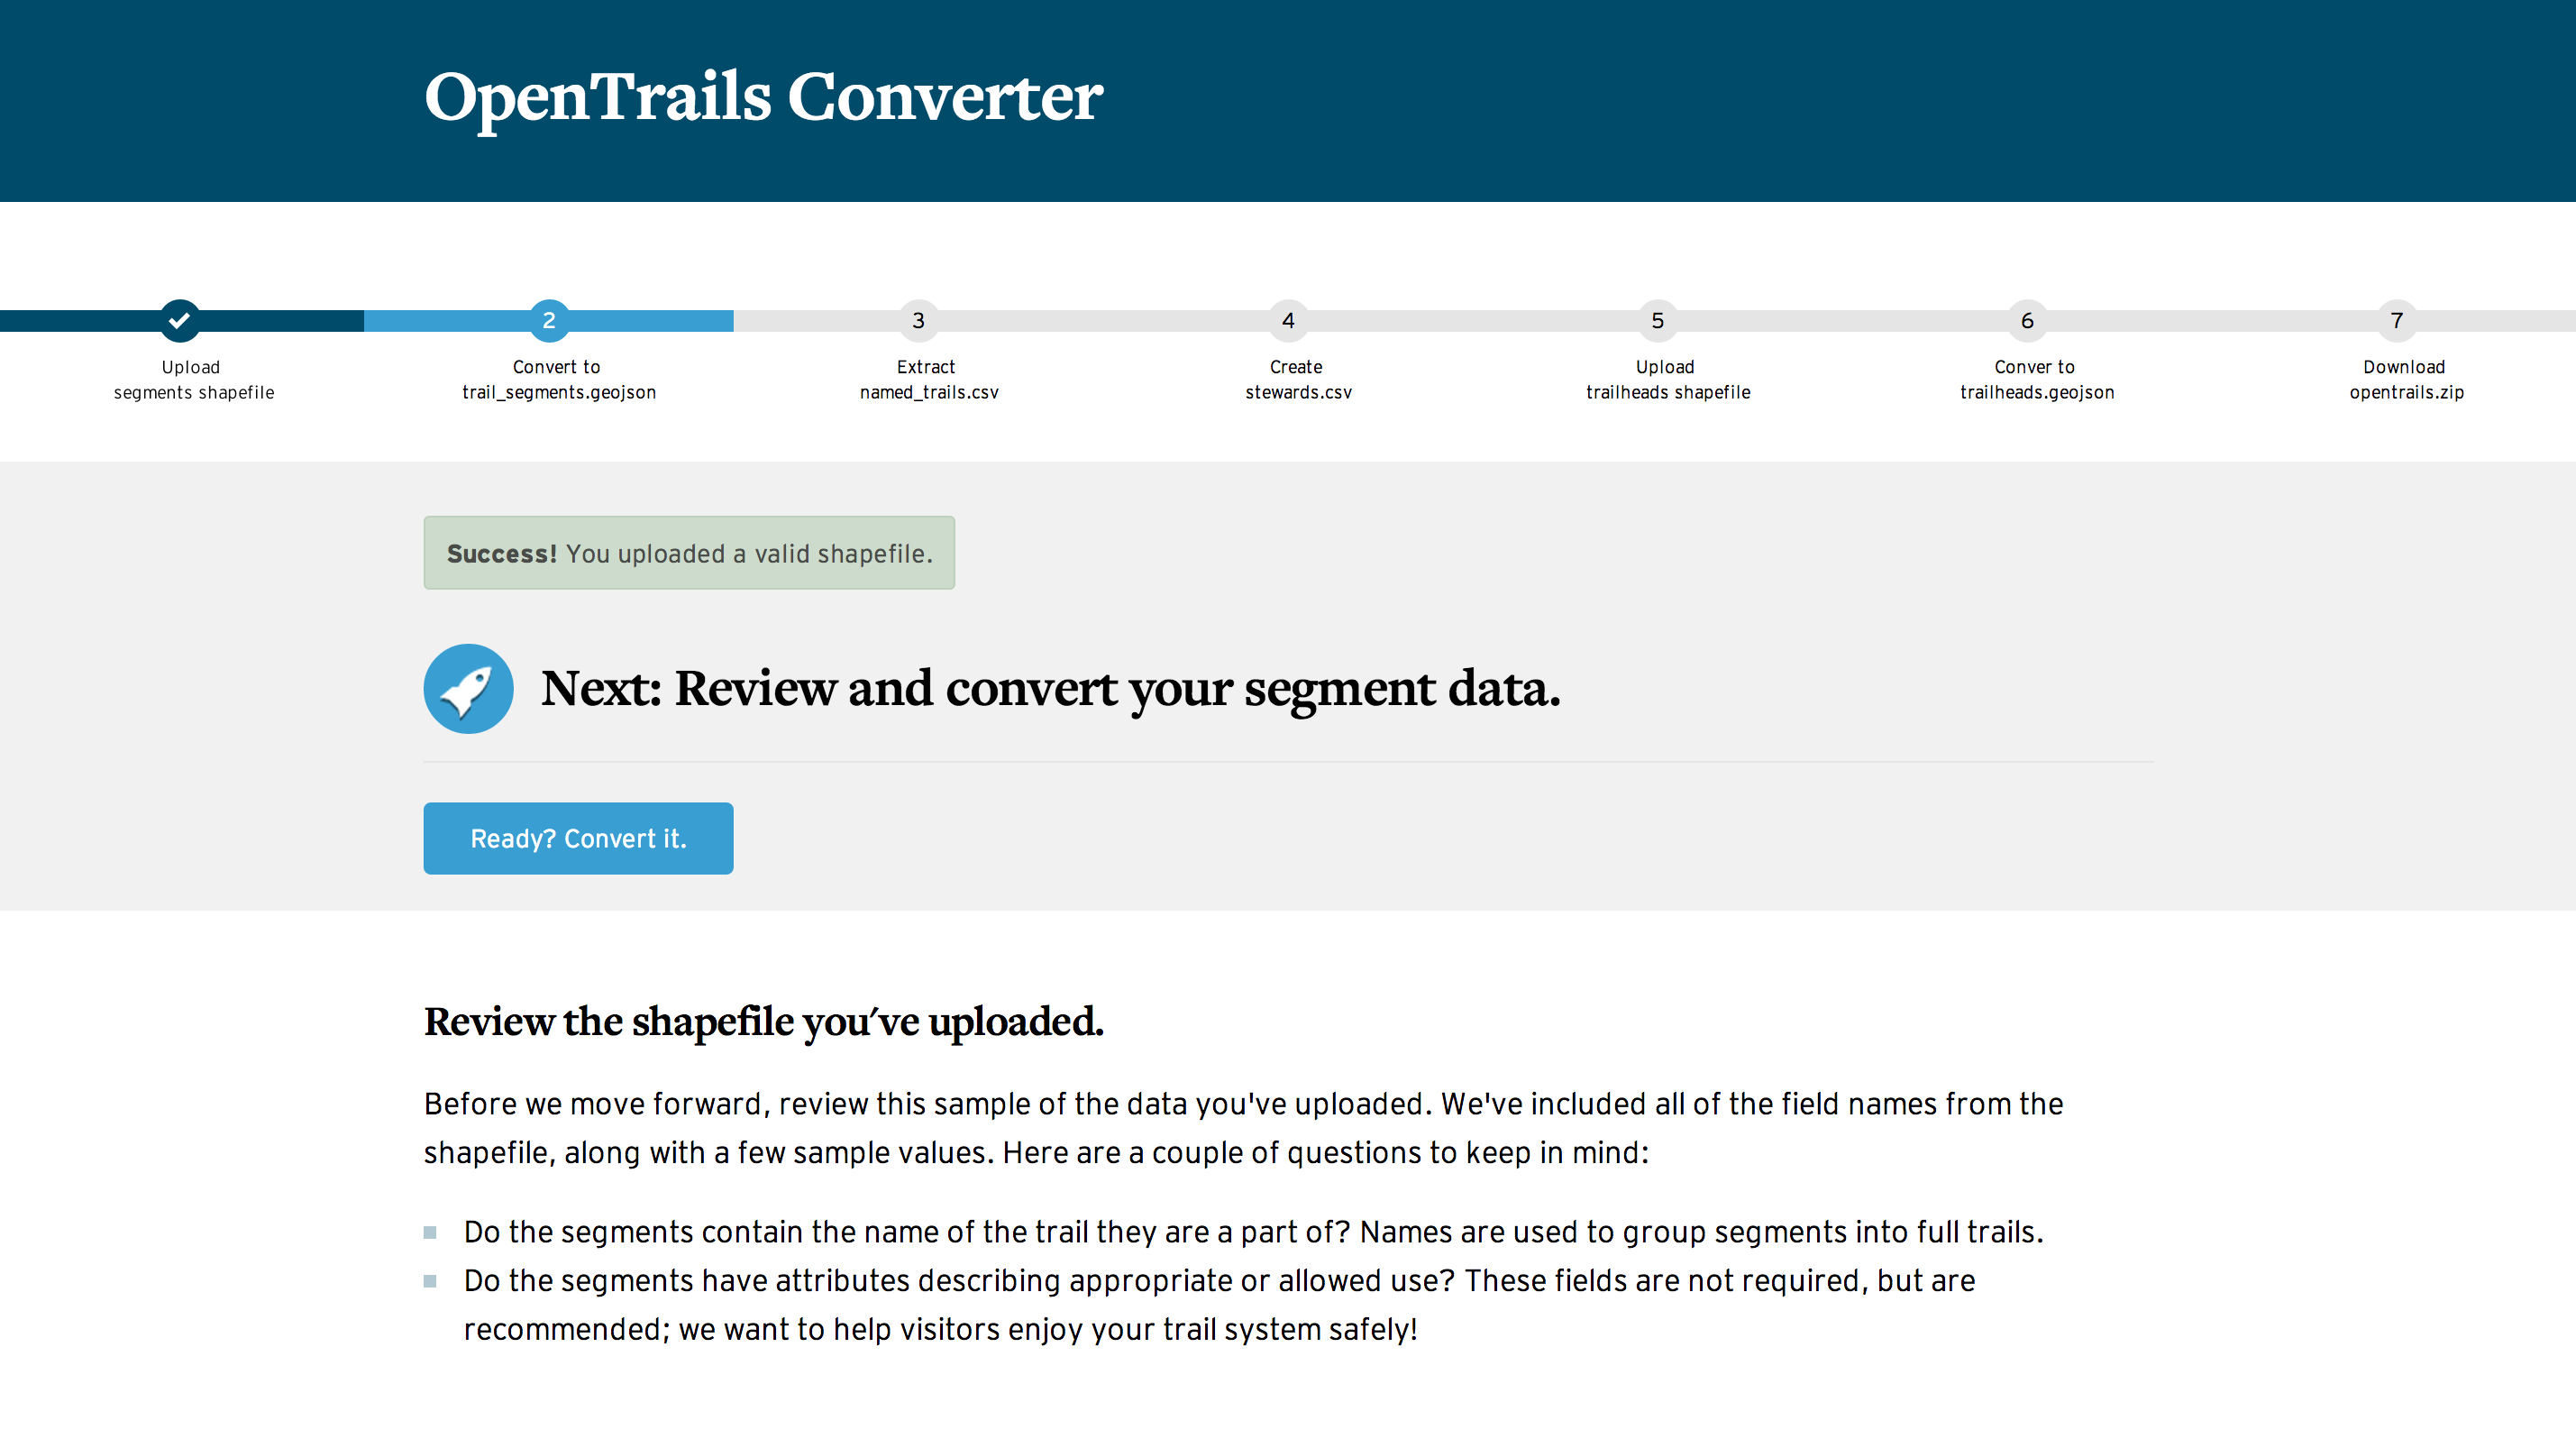 OpenTrails Converter
2
3
4
5
6
7
Upload
segments shapefile
Convert to
trail_segments.geojson
Extract
named_trails.csv
Create
stewards.csv
Upload
trailheads shapefile
Conver to
trailheads.geojson
Download
opentrails.zip
Success! You uploaded a valid shapefile.
Next: Review and convert your segment data.
Ready? Convert it.
Review the shapefile you've uploaded.
Before we move forward, review this sample of the data you've uploaded. We've included all of the field names from the
shapefile, along with a few sample values. Here are a couple of questions to keep in mind:
Do the segments contain the name of the trail they are a part of? Names are used to group segments into full trails.
Do the segments have attributes describing appropriate or allowed use? These fields are not required, but are
recommended; we want to help visitors enjoy your trail system safely!